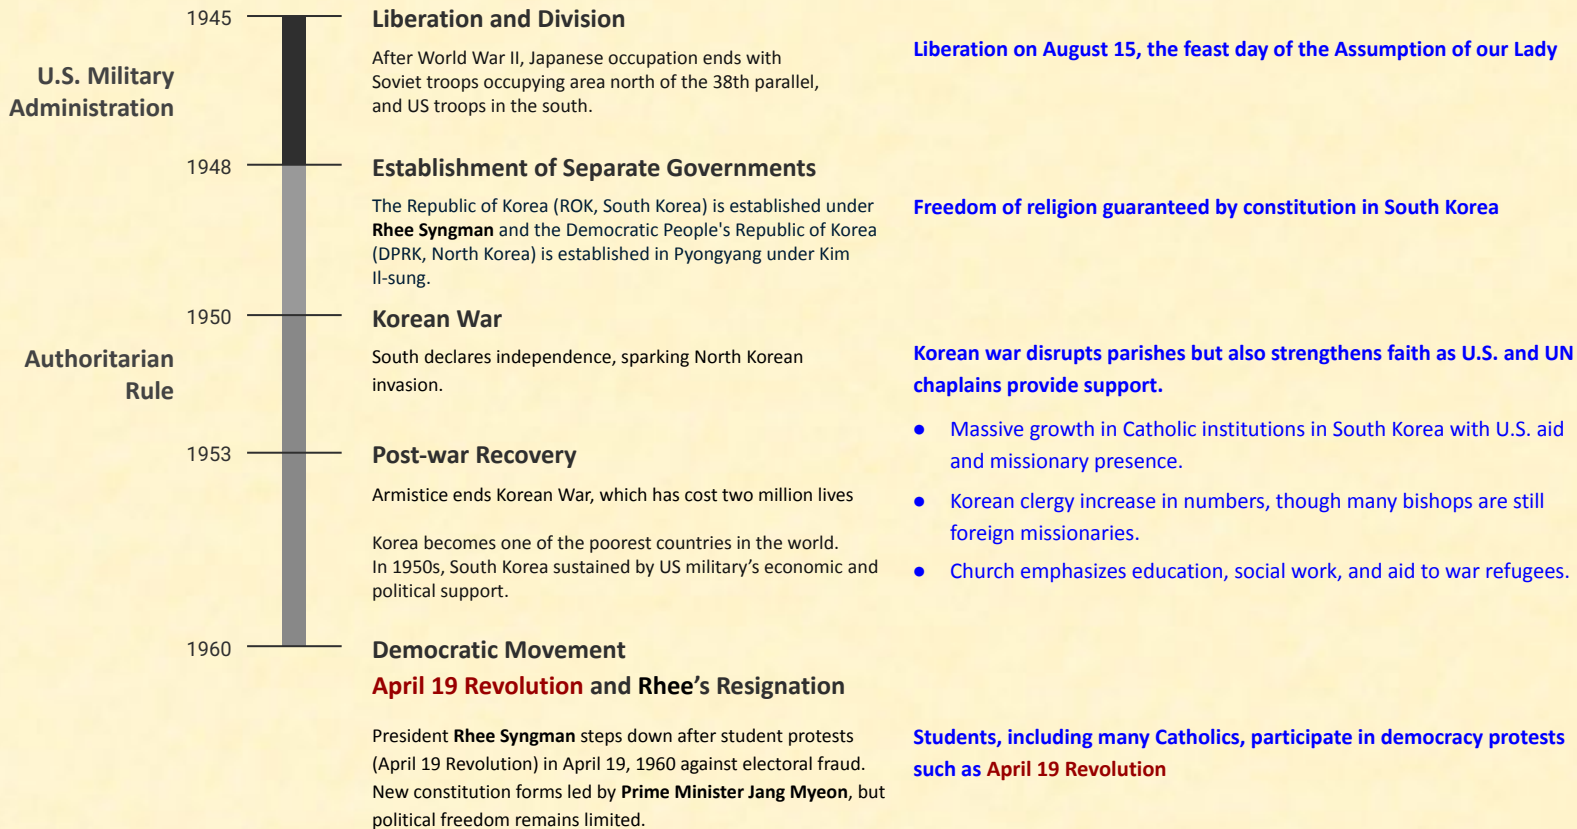 1945
Liberation and Division
After World War II, Japanese occupation ends with
Soviet troops occupying area north of the 38th parallel,
and US troops in the south.
Liberation on August 15, the feast day of the Assumption of our Lady
U.S. Military
Administration
1948
Establishment of Separate Governments
The Republic of Korea (ROK, South Korea) is established under
Rhee Syngman and the Democratic People's Republic of Korea
(DPRK, North Korea) is established in Pyongyang under Kim
Il-sung.
Freedom of religion guaranteed by constitution in South Korea
1950
Korean War
South declares independence, sparking North Korean
invasion.
Authoritarian
Rule
Korean war disrupts parishes but also strengthens faith as U.S. and UN
chaplains provide support.
● Massive growth in Catholic institutions in South Korea with U.S. aid
and missionary presence.
● Korean clergy increase in numbers, though many bishops are still
foreign missionaries.
● Church emphasizes education, social work, and aid to war refugees.
1953
Post-war Recovery
Armistice ends Korean War, which has cost two million lives
Korea becomes one of the poorest countries in the world.
In 1950s, South Korea sustained by US military’s economic and
political support.
1960
Democratic Movement
April 19 Revolution and Rhee’s Resignation
President Rhee Syngman steps down after student protests
(April 19 Revolution) in April 19, 1960 against electoral fraud.
New constitution forms led by Prime Minister Jang Myeon, but
political freedom remains limited.
Students, including many Catholics, participate in democracy protests
such as April 19 Revolution